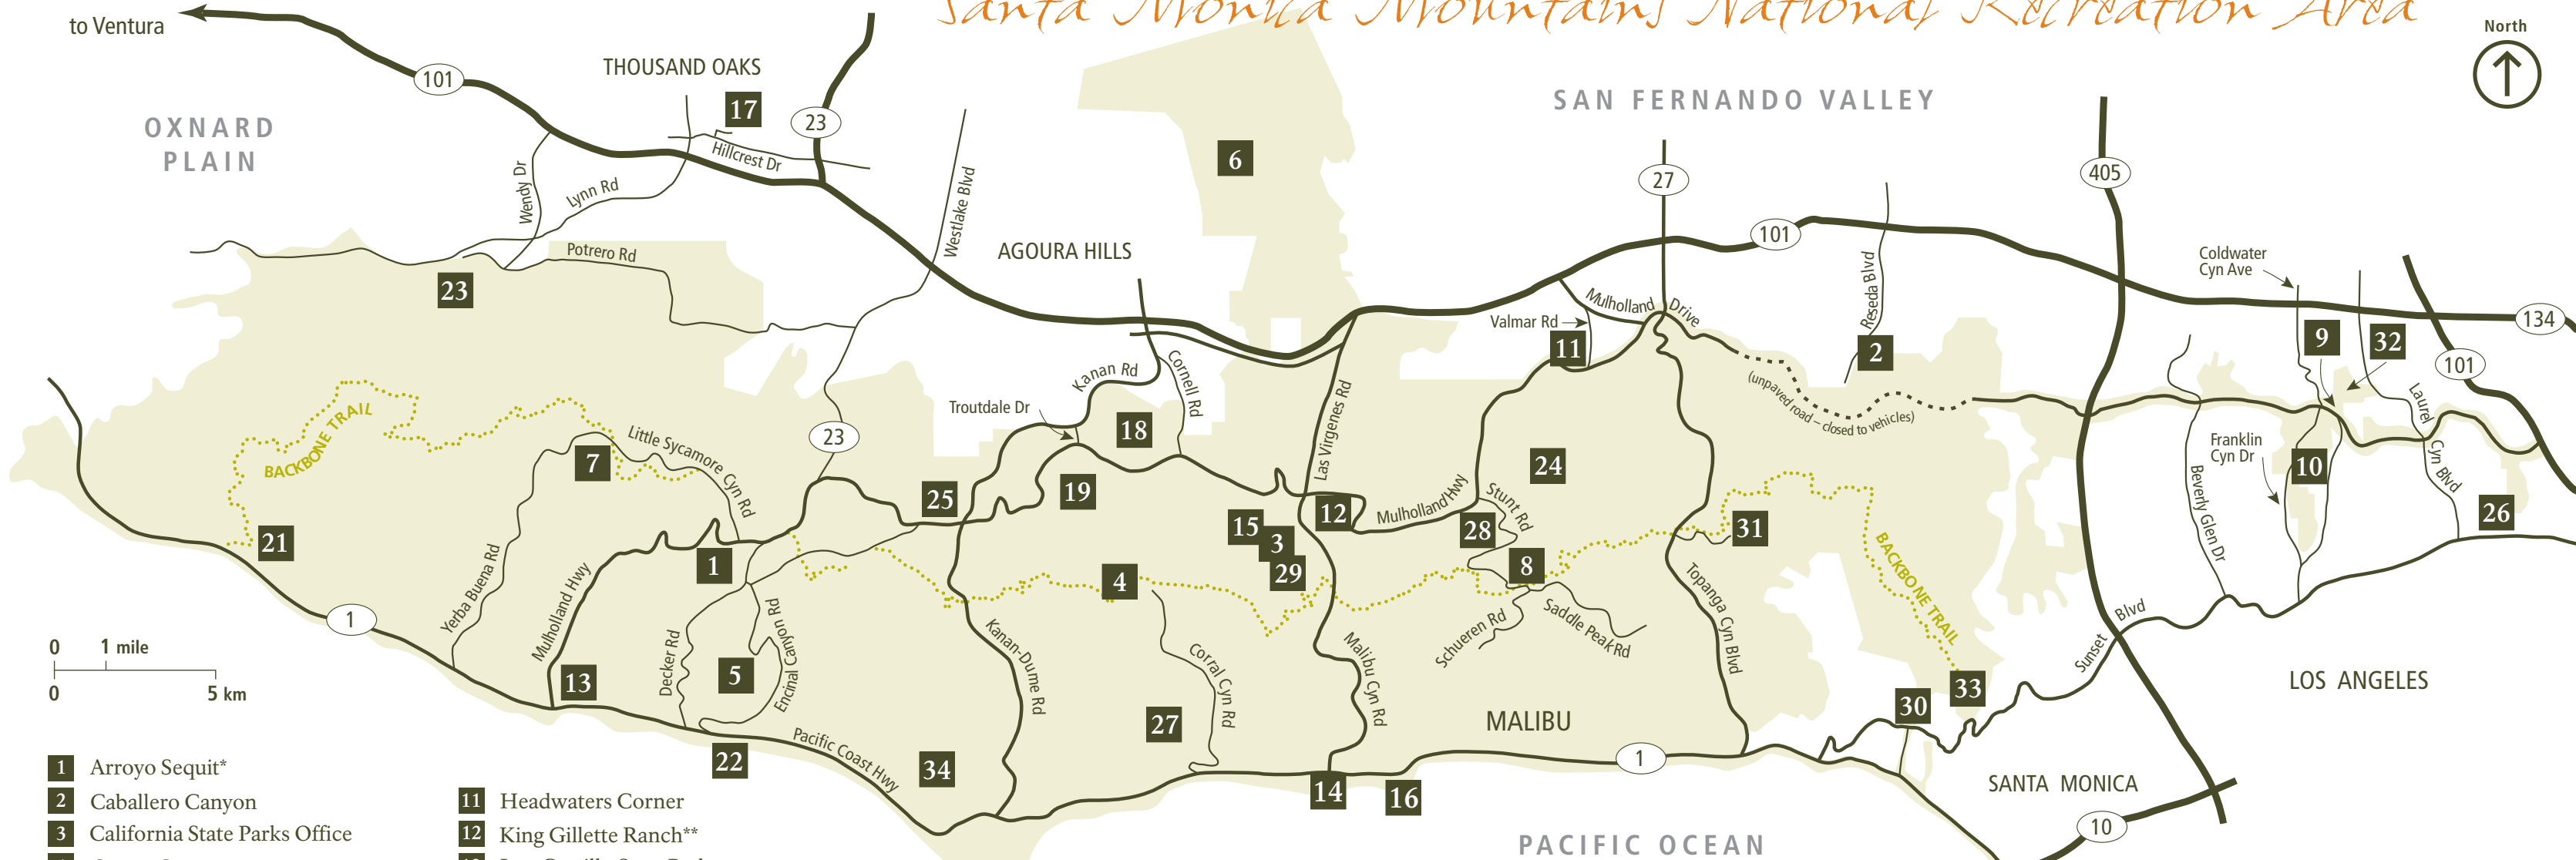 Santa Monica Mountains National Recreation Area
to Ventura
North
101
THOUSAND OAKS
17
23
OXNARD
PLAIN
Hillcrest Dr
Wendy Dr
Lynn Rd
Westlake Blvd
6
SAN FERNANDO VALLEY
27
405
101
Reseda Blvd
Coldwater
Cyn Ave
134
AGOURA HILLS
Potrero Rd
23
Mulholland Drive
Valmar Rd
11
2
9
32
101
(unpaved road – closed to vehicles)
Kanan Rd
Cornell Rd
Troutdale Dr
18
Las Virgenes Rd
23
BACKBONE TRAIL
Little Sycamore Cyn Rd
7
24
Laurel Cyn Blvd
Franklin
Cyn Dr
10
Beverly Glen Dr
26
25
19
12
Mulholland Hwy
Stunt Rd
28
15
3
29
31
21
1
4
8
BACKBONE TRAIL
Yerba Buena Rd
Mulholland Hwy
Decker Rd
Encinal Canyon Rd
Kanan-Dume Rd
Corral Cyn Rd
Malibu Cyn Rd
Schueren Rd
Saddle Peak Rd
Topanga Cyn Blvd
Sunset Blvd
1
0 1 mile
0 5 km
13
5
27
MALIBU
30
33
LOS ANGELES
22
Pacific Coast Hwy
34
14
16
1
SANTA MONICA
10
PACIFIC OCEAN
1 Arroyo Sequit*
2 Caballero Canyon
3 California State Parks Office
11 Headwaters Corner
12 King Gillette Ranch**